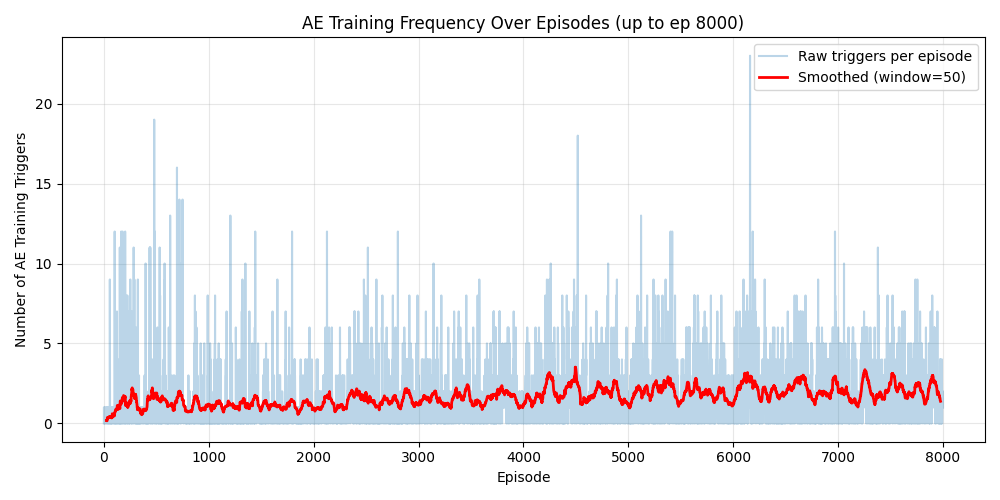 AE Training Frequency Over Episodes (up to ep 8000)
Raw triggers per episode
Smoothed (window=50)
Number of AE Training Triggers
20
15
10
5
0
0 1000 2000 3000 4000 5000 6000 7000 8000
Episode